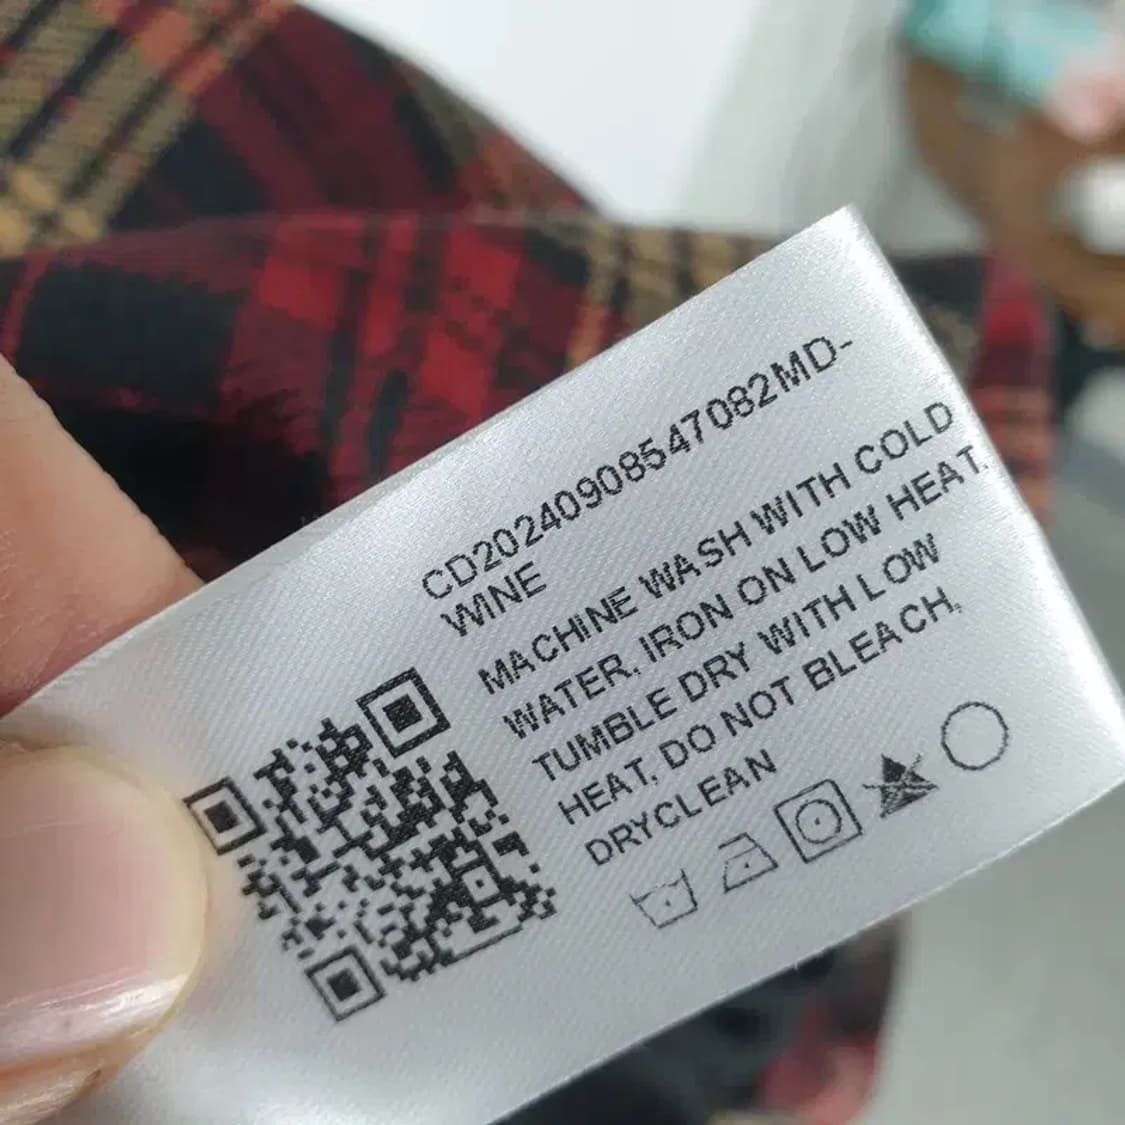 CD20240908547082MD-
WINE
MACHINE WASH WITH COLD
WATER, IRON ON LOW HEAT.
TUMBLE DRY WITH LOW
HEAT, DO NOT BLEACH,
DRYCLEAN